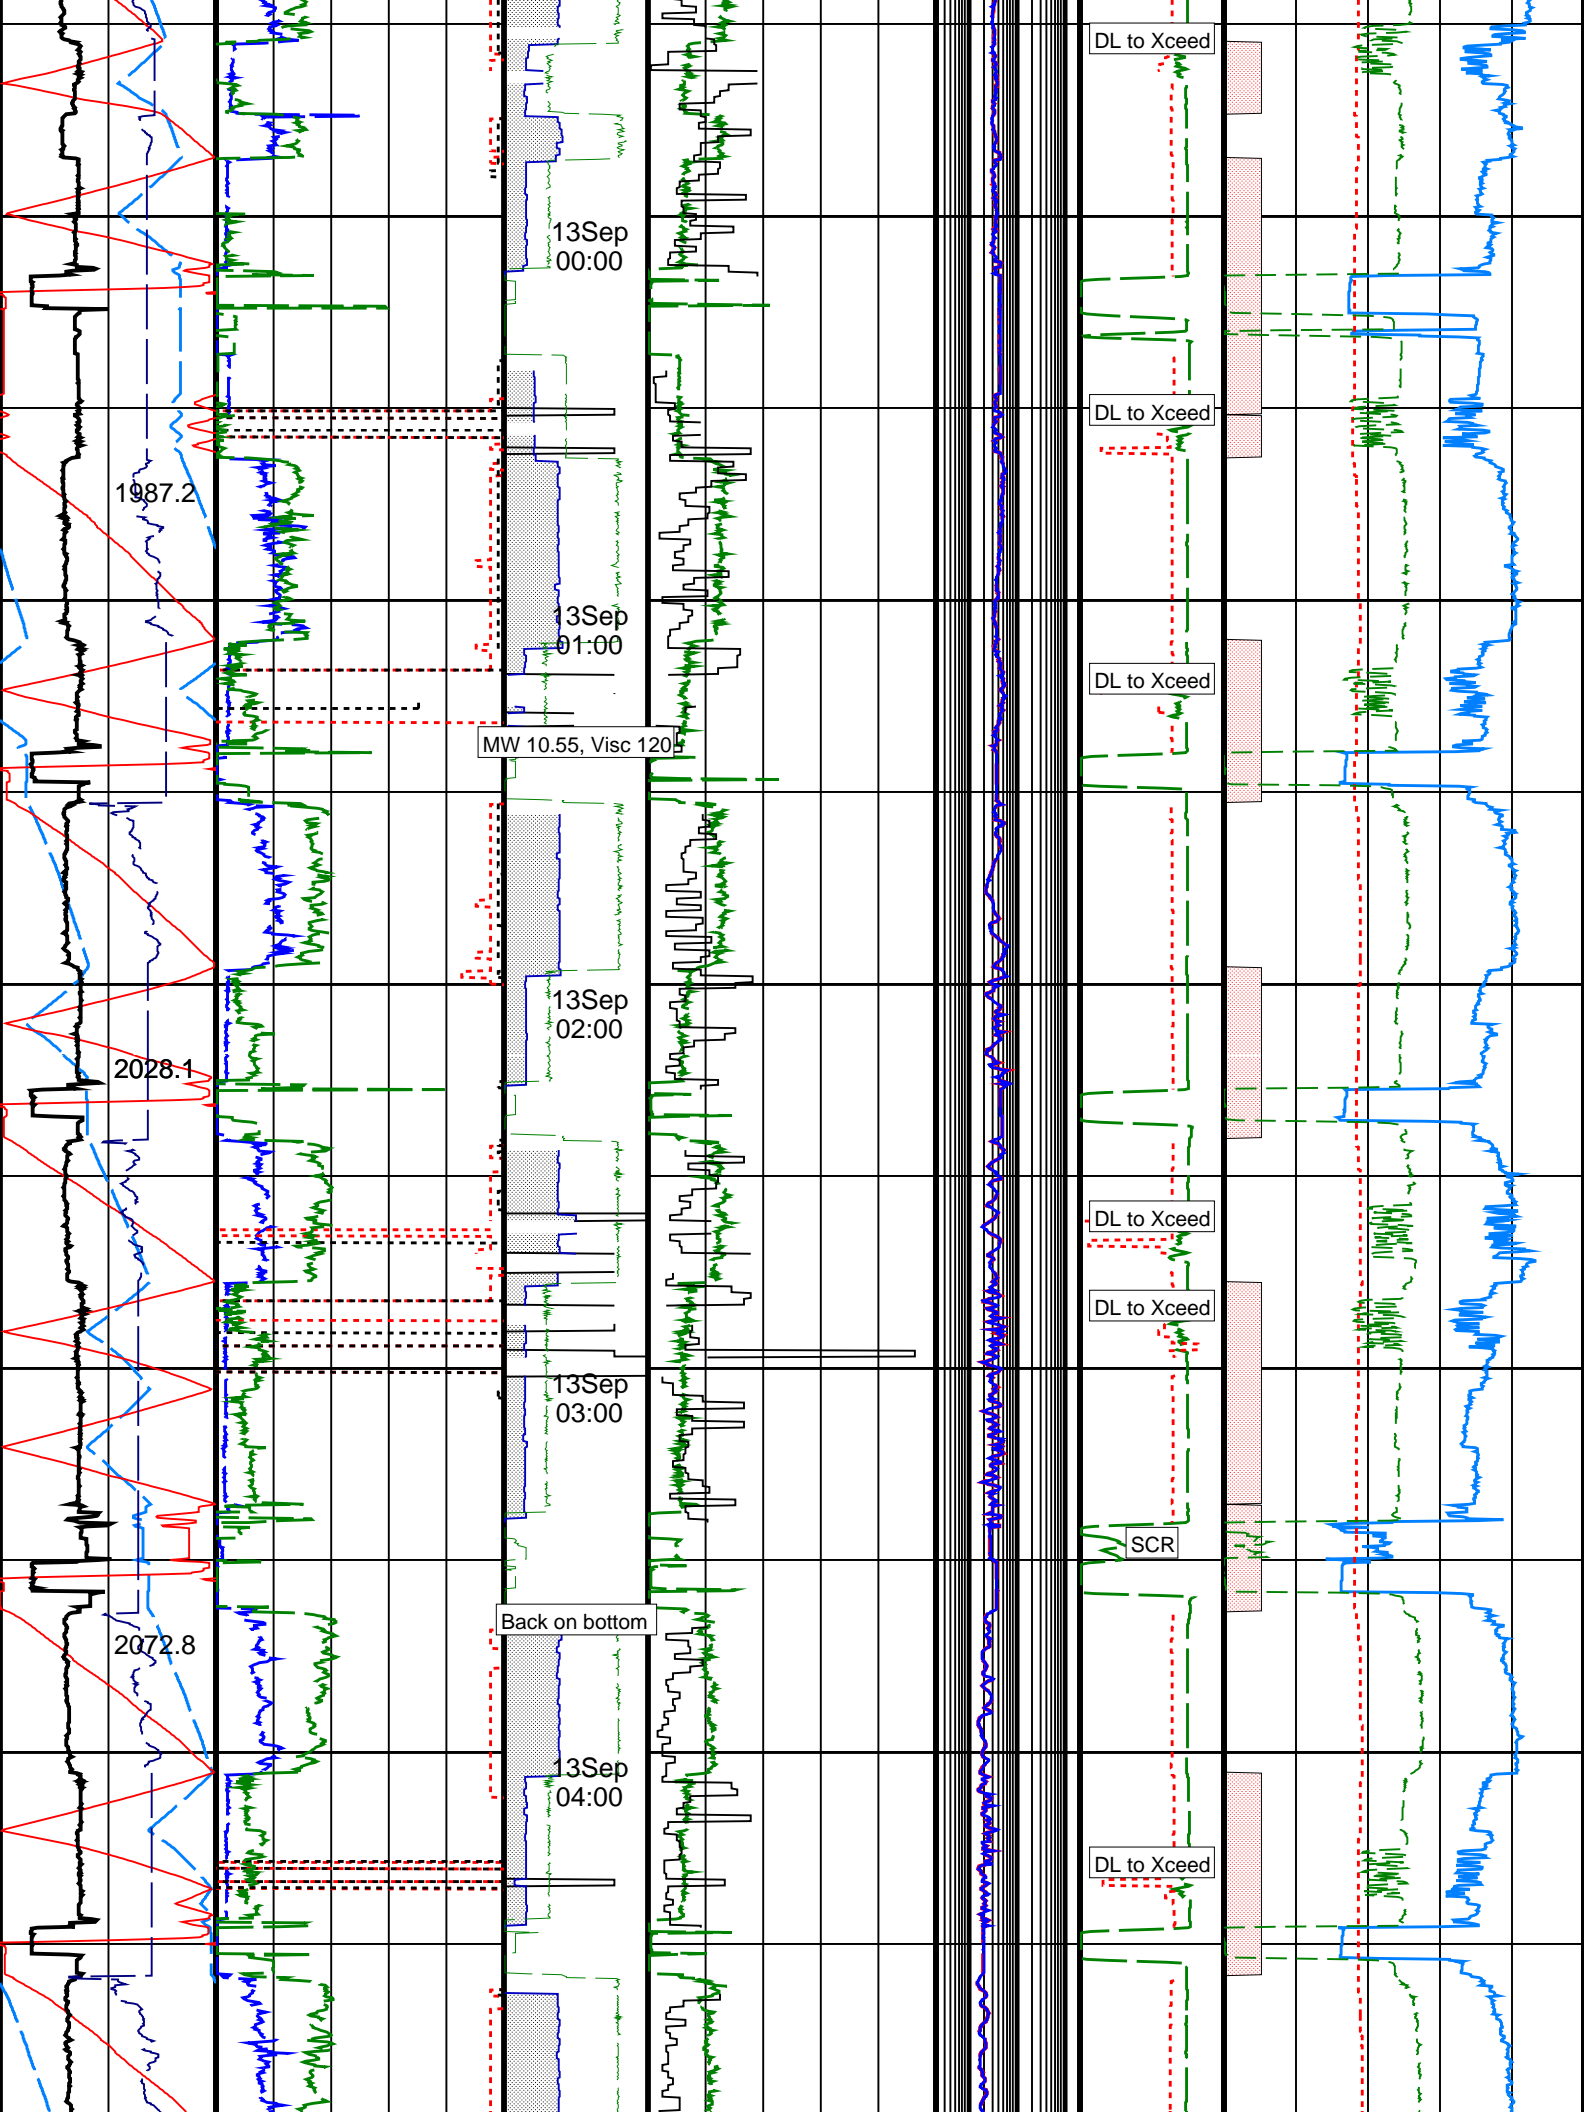 DL to Xceed
13Sep
00:00
DL to Xceed
1987.2
13Sep
01:00
DL to Xceed
MW 10.55, Visc 120
13Sep
02:00
2028.1
DL to Xceed
DL to Xceed
13Sep
03:00
SCR
Back on bottom
2072.8
13Sep
04:00
DL to Xceed